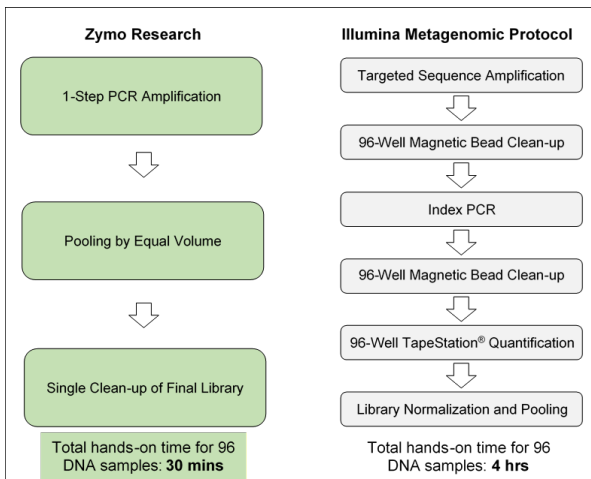 Zymo Research
1-Step PCR Amplification
Pooling by Equal Volume
Single Clean-up of Final Library
Total hands-on time for 96
DNA samples: 30 mins
Illumina Metagenomic Protocol
Targeted Sequence Amplification
96-Well Magnetic Bead Clean-up
Index PCR
96-Well Magnetic Bead Clean-up
96-Well TapeStation® Quantification
Library Normalization and Pooling
Total hands-on time for 96
DNA samples: 4 hrs